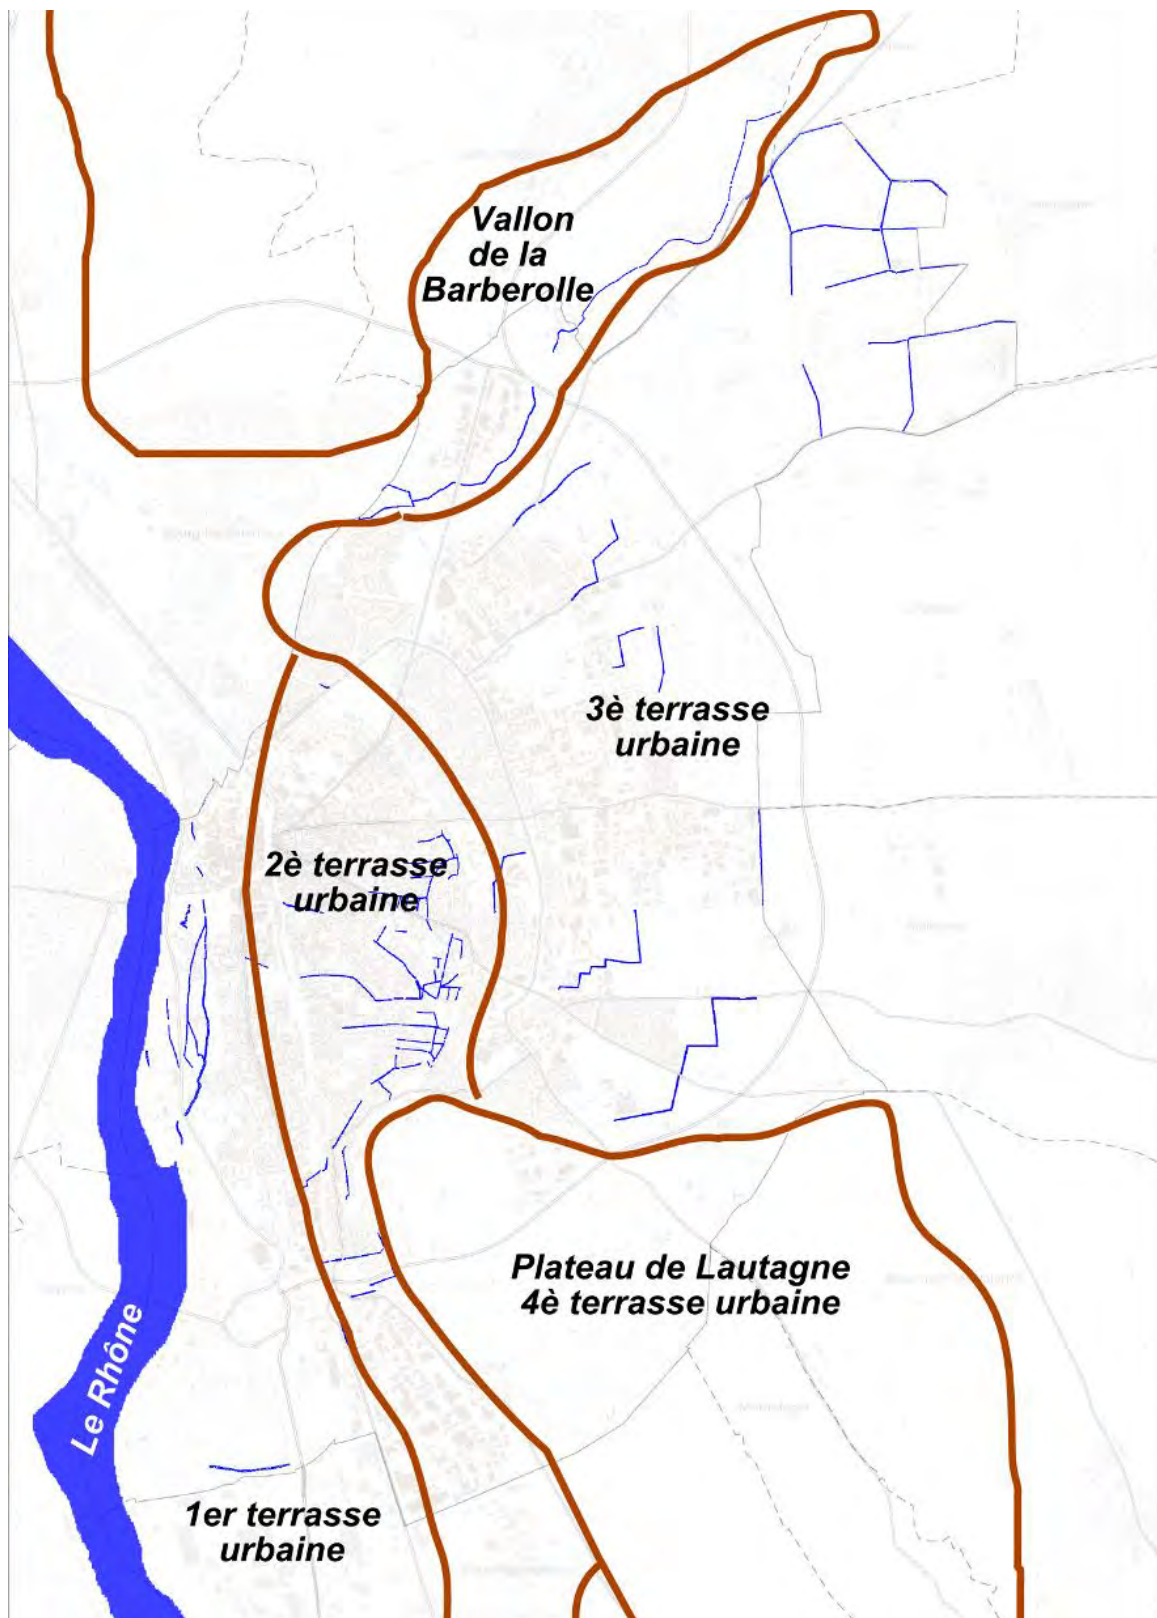 Vallon
de la
Barberolle
3è terrasse
urbaine
2è terrasse
urbaine
Plateau de Lautagne
4è terrasse urbaine
Le Rhône
1er terrasse
urbaine